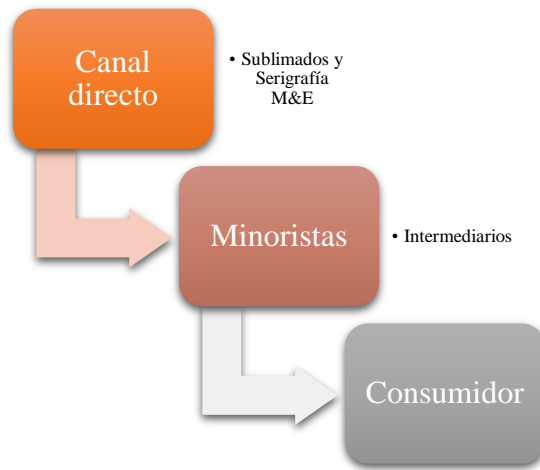 Canal
directo
• Sublimados y
Serigrafía
M&E
Minoristas
• Intermediarios
Consumidor